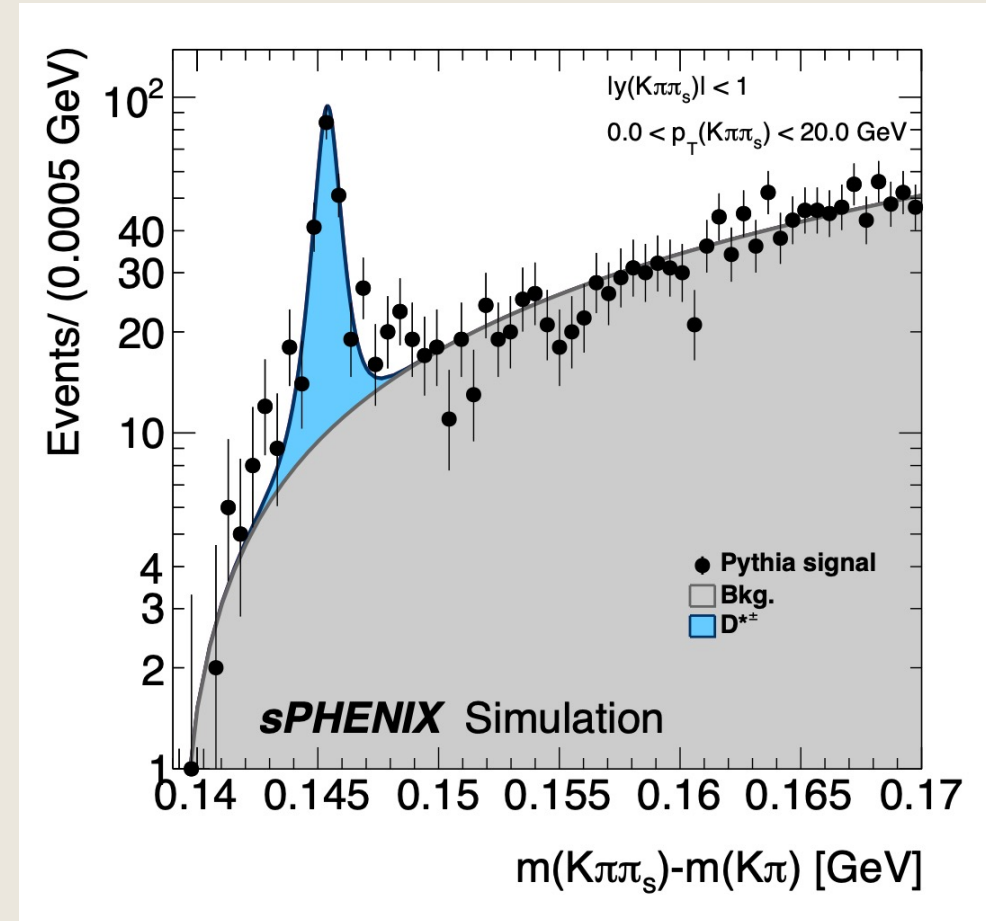 |y(Kππs)| < 1
0.0 < pT(Kππs) < 20.0 GeV
Events/ (0.0005 GeV)
10²
40
30
20
10
4
3
2
1
Pythia signal
Bkg.
D*±
sPHENIX Simulation
0.14 0.145 0.15 0.155 0.16 0.165 0.17
m(Kππs)-m(Kπ) [GeV]